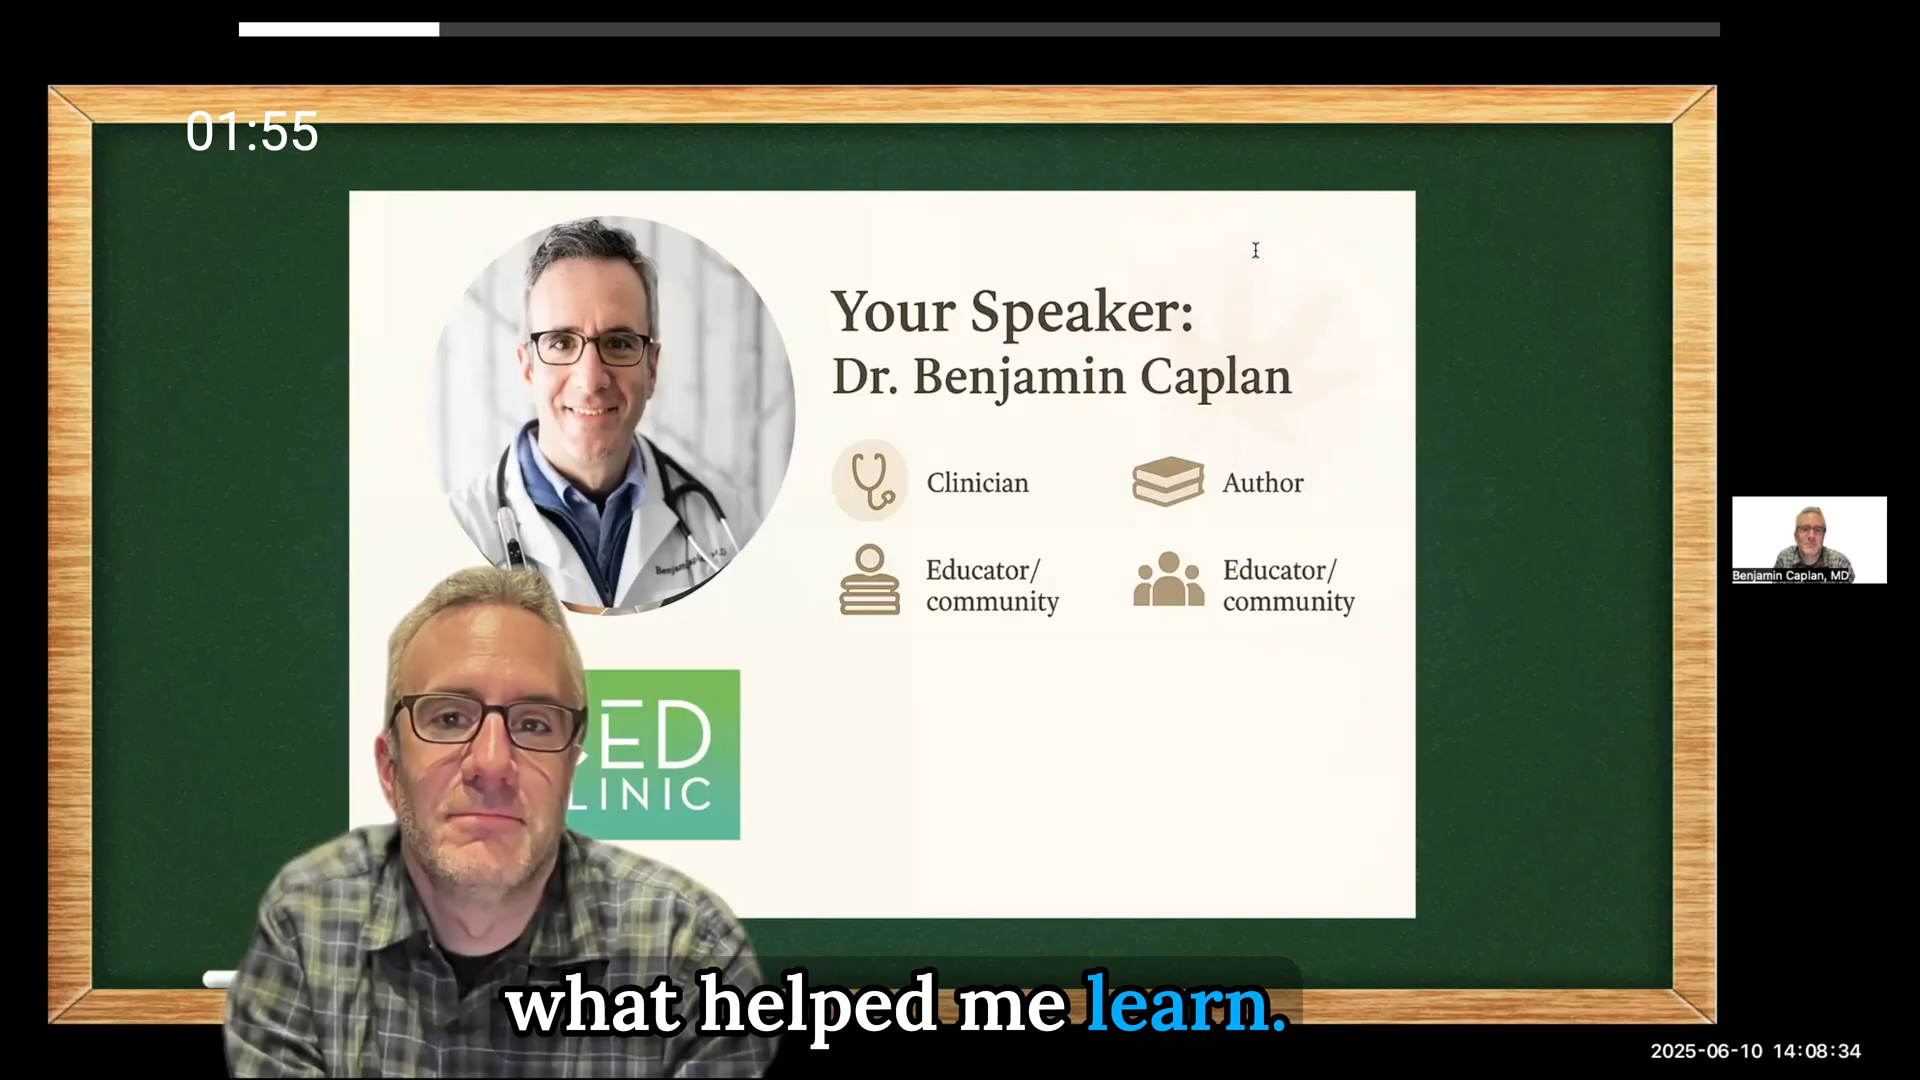 01:55
Your Speaker:
Dr. Benjamin Caplan
Clinician
Author
Educator/
community
Educator/
community
Benjamin Caplan, MD
ED
LINIC
what helped me learn.
2025-06-10 14:08:34